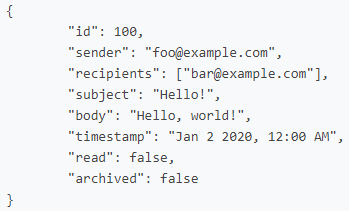 {
"id": 100,
"sender": "foo@example.com",
"recipients": ["bar@example.com"],
"subject": "Hello!",
"body": "Hello, world!",
"timestamp": "Jan 2 2020, 12:00 AM",
"read": false,
"archived": false
}